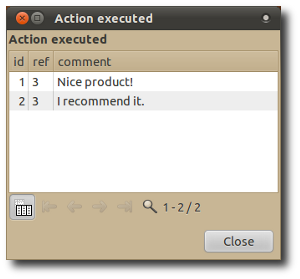 Action executed
Action executed
id ref comment
1 3 Nice product!
2 3 I recommend it.
1 - 2 / 2
Close